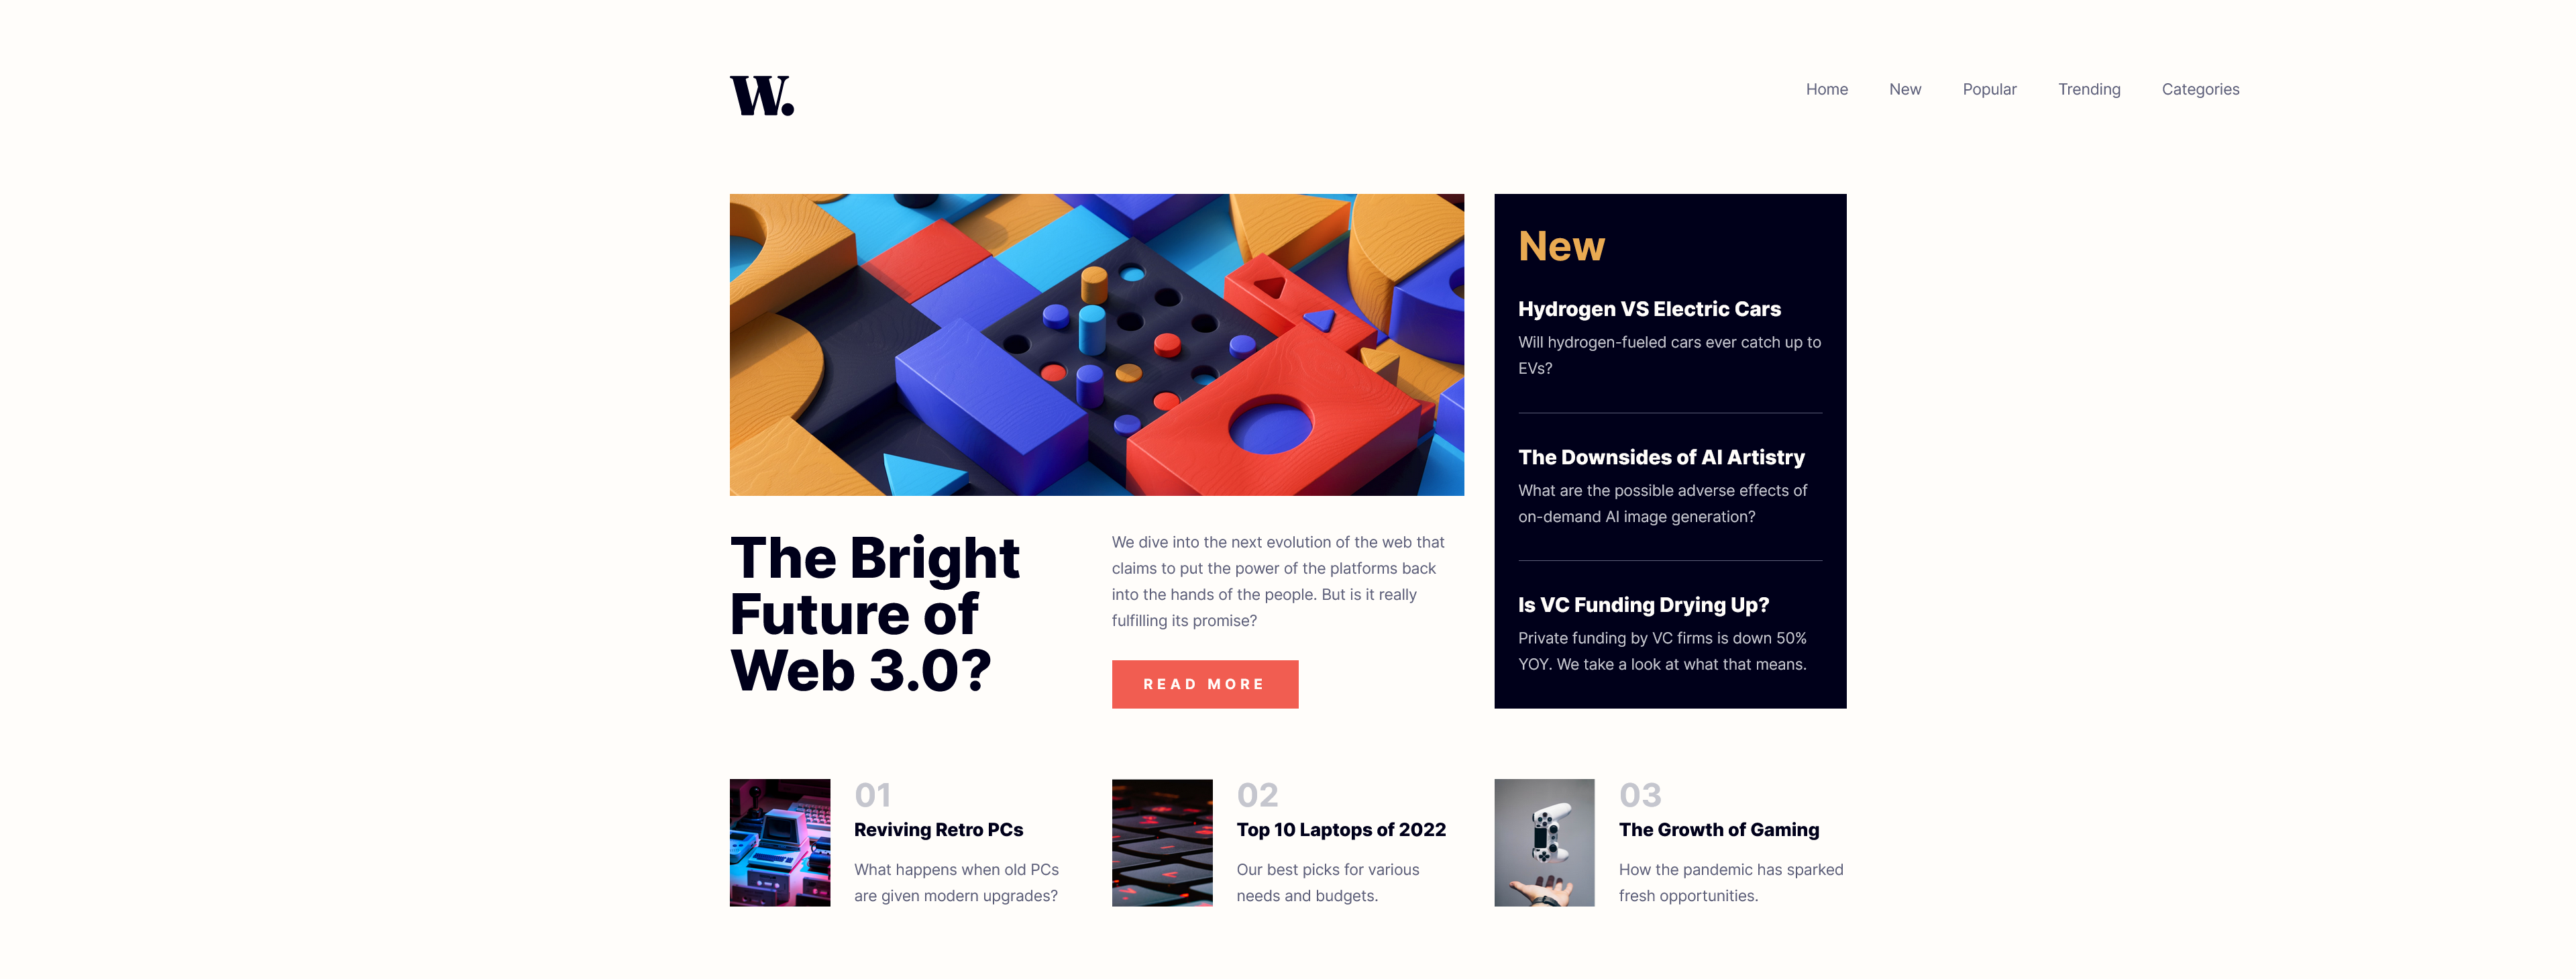 W.
Home New Popular Trending Categories
The Bright
Future of
Web 3.0?
We dive into the next evolution of the web that
claims to put the power of the platforms back
into the hands of the people. But is it really
fulfilling its promise?
READ MORE
New
Hydrogen VS Electric Cars
Will hydrogen-fueled cars ever catch up to
EVs?
The Downsides of AI Artistry
What are the possible adverse effects of
on-demand AI image generation?
Is VC Funding Drying Up?
Private funding by VC firms is down 50%
YOY. We take a look at what that means.
01
Reviving Retro PCs
What happens when old PCs
are given modern upgrades?
02
Top 10 Laptops of 2022
Our best picks for various
needs and budgets.
03
The Growth of Gaming
How the pandemic has sparked
fresh opportunities.